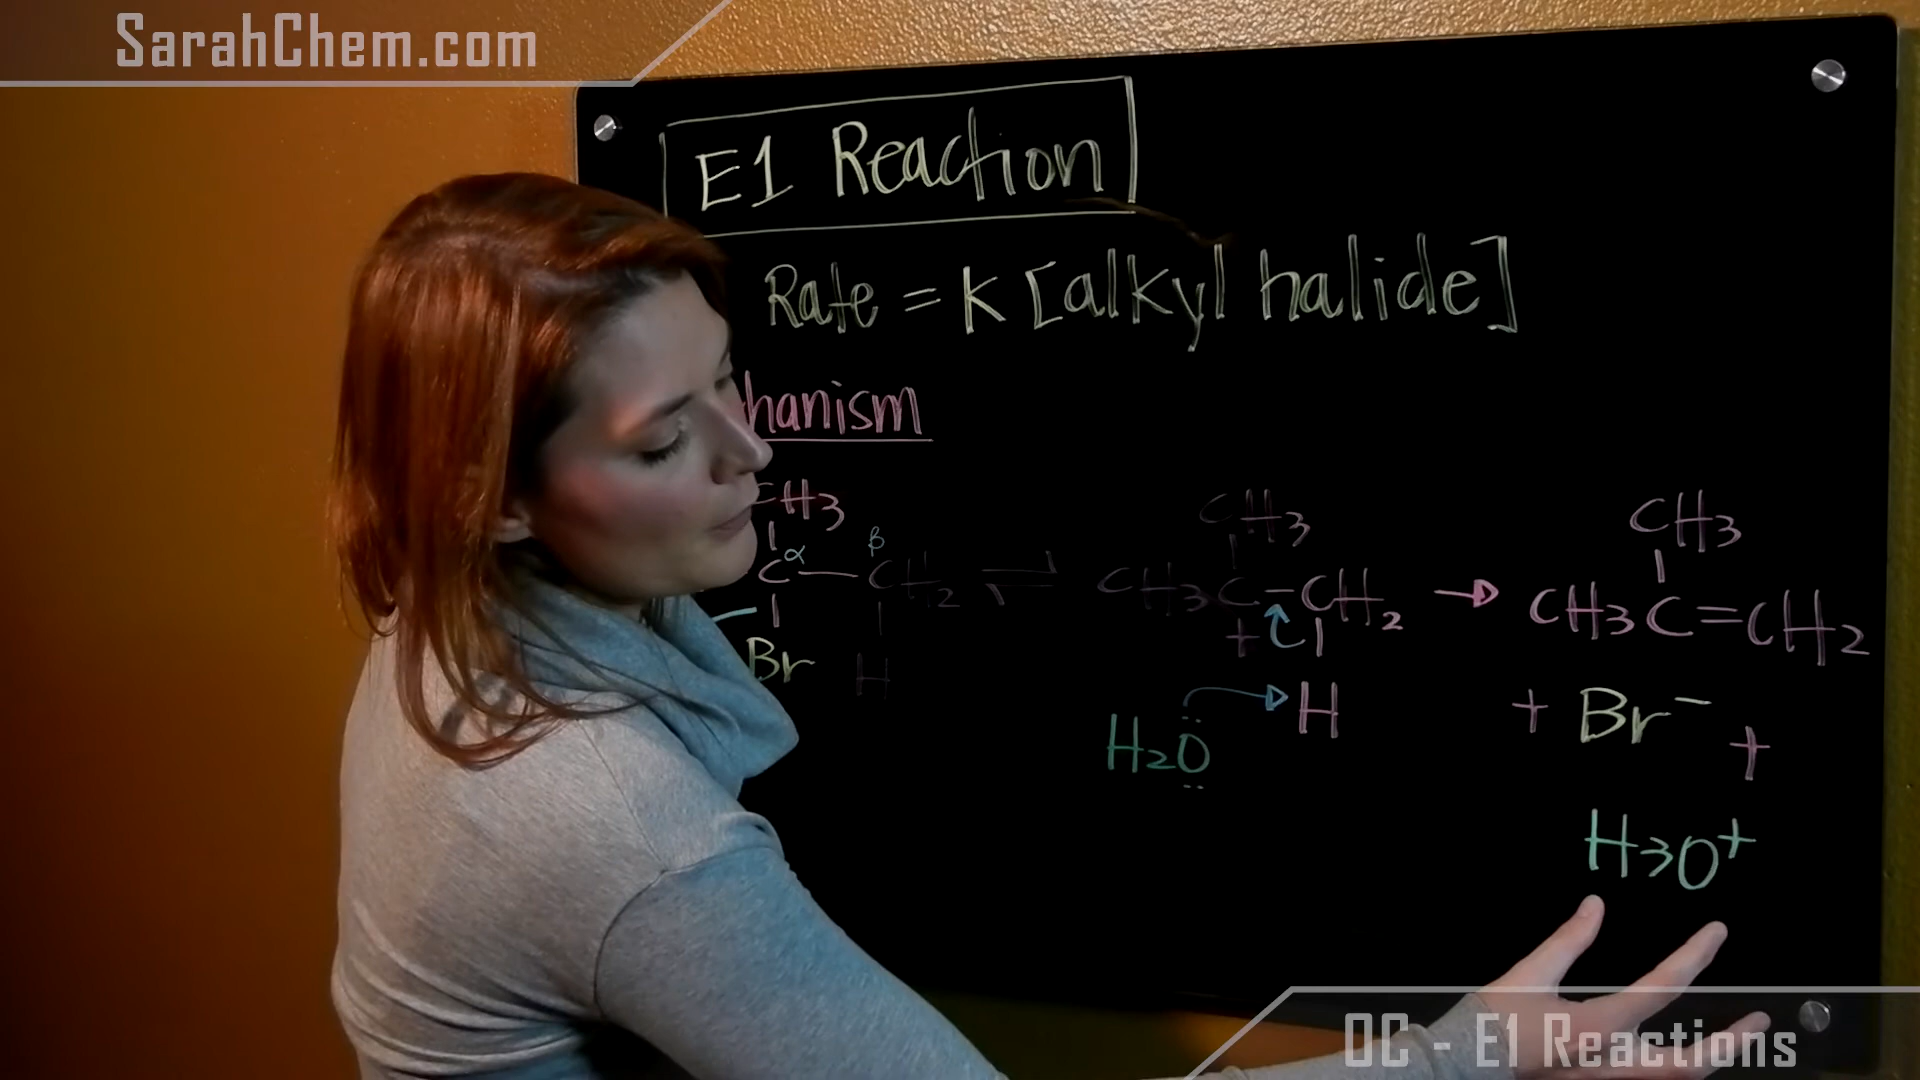 SarahChem.com
E1 Reaction
Rate = K [alkyl halide]
hanism
CH3 CH3 CH3
α β
C — CH2 ⇌ CH3 C - CH2 → CH3 C = CH2
+
Br H H + Br⁻ +
H2O
H3O+
OC - E1 Reactions